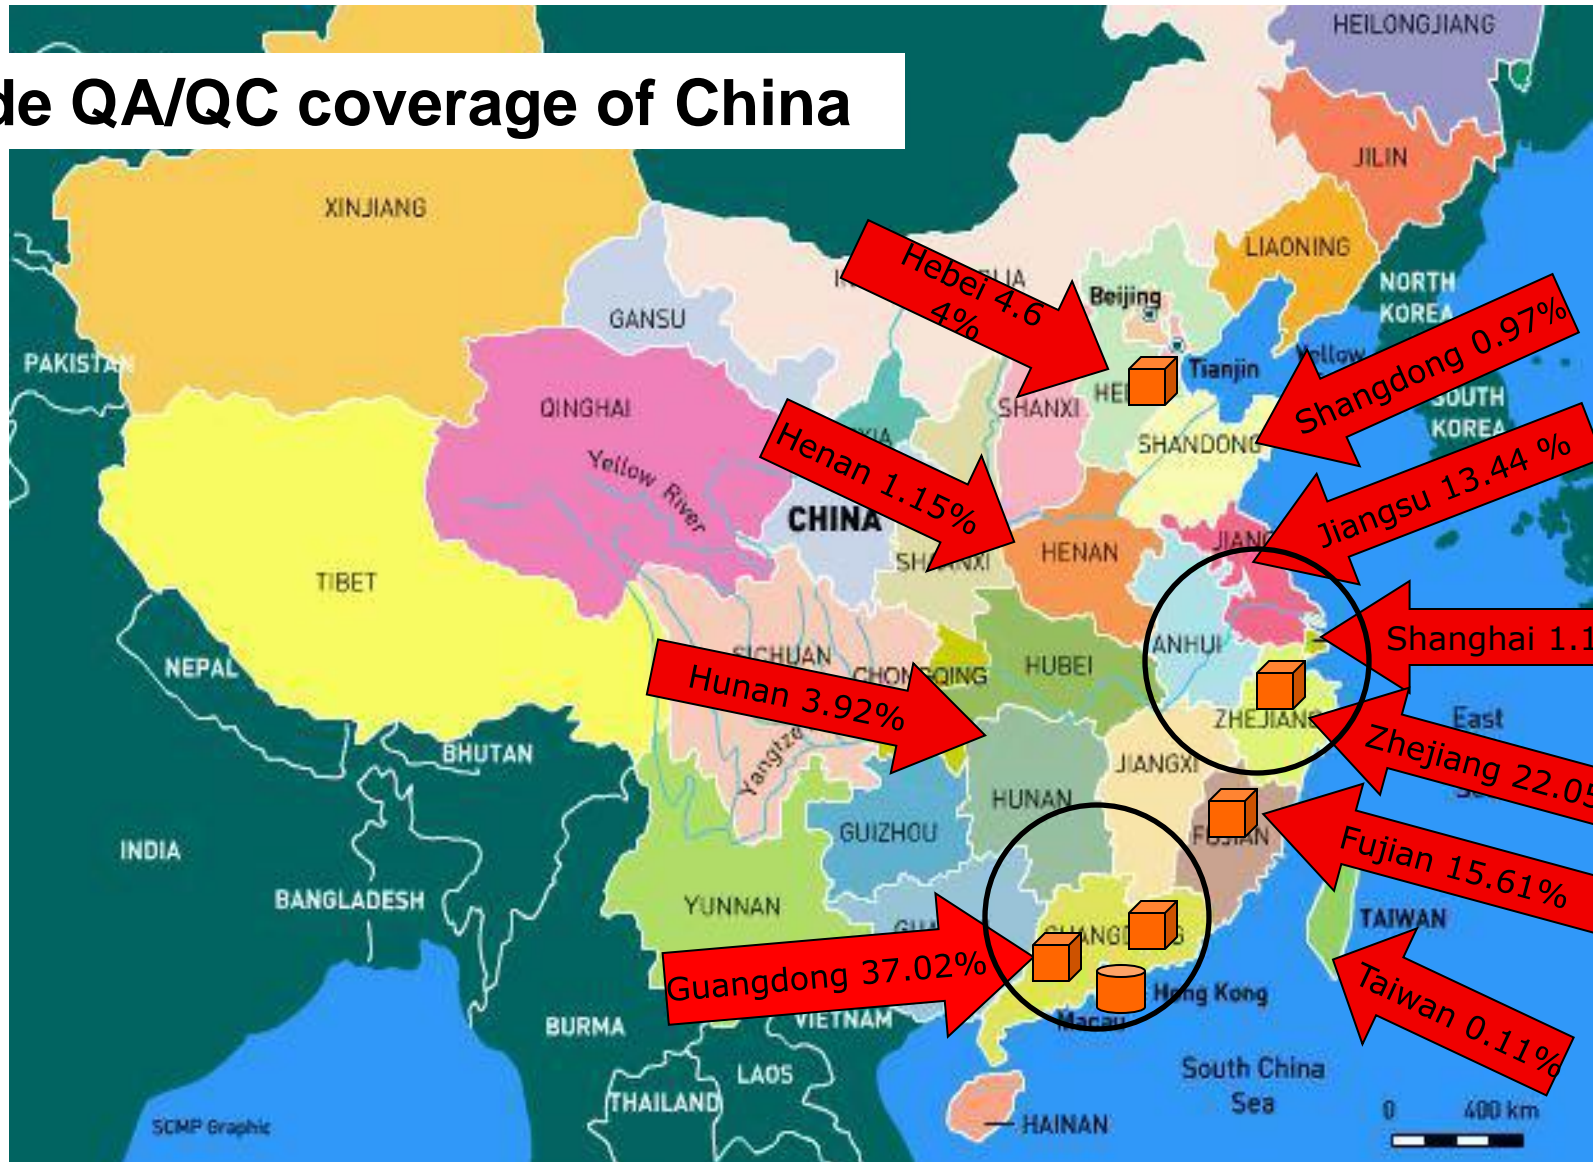 de QA/QC coverage of China
HEILONGJIANG
JILIN
XINJIANG
LIAONING
Hebei 4.6
4%
NORTH
KOREA
Beijing
GANSU
Shangdong 0.97%
PAKISTAN
Tianjin
Yellow
SOUTH
KOREA
QINGHAI
SHANXI
SHANDONG
Henan 1.15%
Jiangsu 13.44 %
Yellow River
CHINA
HENAN
TIBET
Shanghai 1.1
ANHUI
SICHUAN
CHONGQING
HUBEI
NEPAL
Hunan 3.92%
ZHEJIANG
East
BHUTAN
Zhejiang 22.05
Yangtze
JIANGXI
HUNAN
GUIZHOU
FUJIAN
Fujian 15.61%
INDIA
BANGLADESH
YUNNAN
TAIWAN
Guangdong 37.02%
Hong Kong
Macau
Taiwan 0.11%
BURMA
VIETNAM
LAOS
South China
Sea
THAILAND
HAINAN
SCMP Graphic
0 400 km